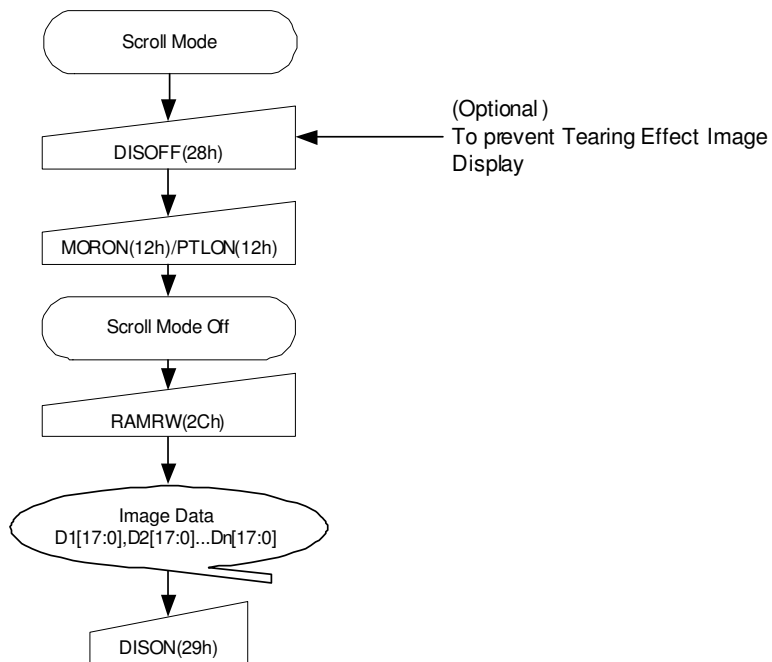 Scroll Mode
(Optional)
To prevent Tearing Effect Image
Display
DISOFF(28h)
MORON(12h)/PTLON(12h)
Scroll Mode Off
RAMRW(2Ch)
Image Data
D1[17:0],D2[17:0]...Dn[17:0]
DISON(29h)